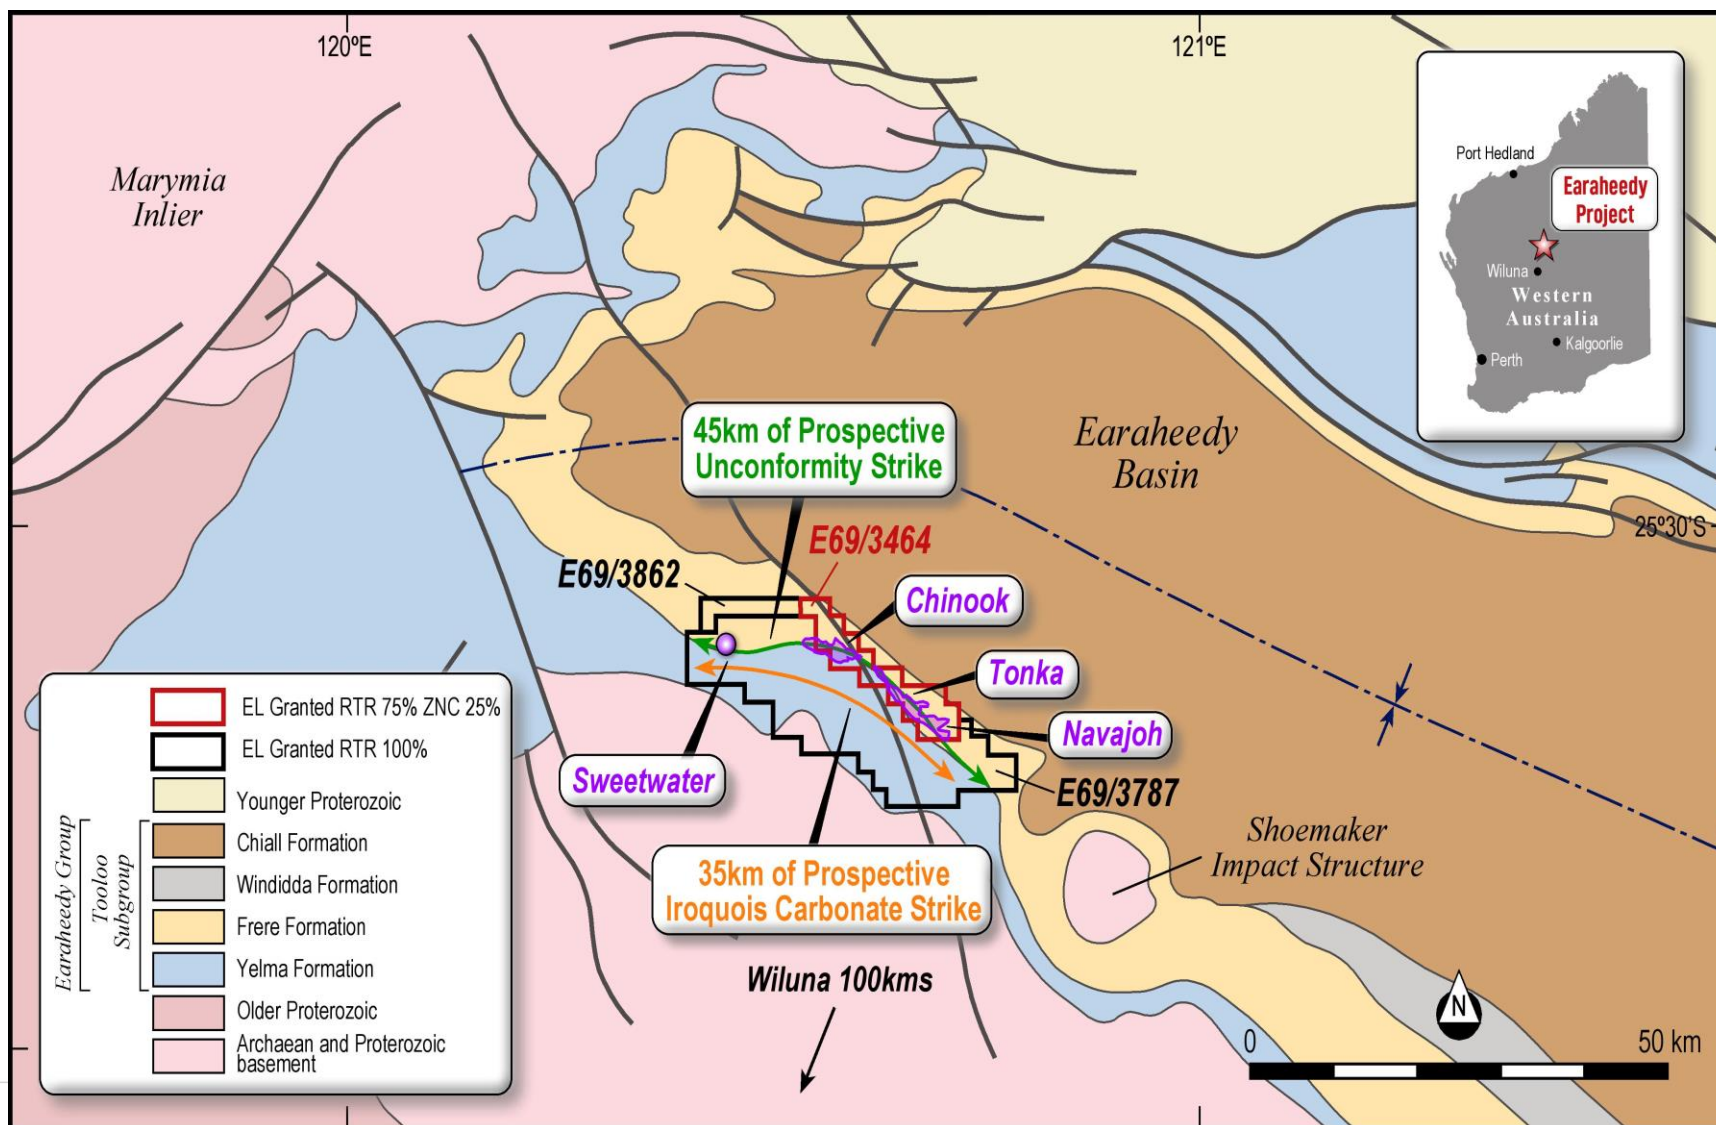 120ºE
121ºE
Marymia
Inlier
Port Hedland
Earaheedy
Project
Wiluna
Western
Australia
Kalgoorlie
Perth
45km of Prospective
Unconformity Strike
Earaheedy
Basin
25º30'S
E69/3464
E69/3862
Chinook
Tonka
Navajoh
Sweetwater
E69/3787
Shoemaker
Impact Structure
35km of Prospective
Iroquois Carbonate Strike
Wiluna 100kms
N
0
50 km
EL Granted RTR 75% ZNC 25%
EL Granted RTR 100%
Younger Proterozoic
Earaheedy Group
Tooloo
Subgroup
Chiall Formation
Windidda Formation
Frere Formation
Yelma Formation
Older Proterozoic
Archaean and Proterozoic
basement